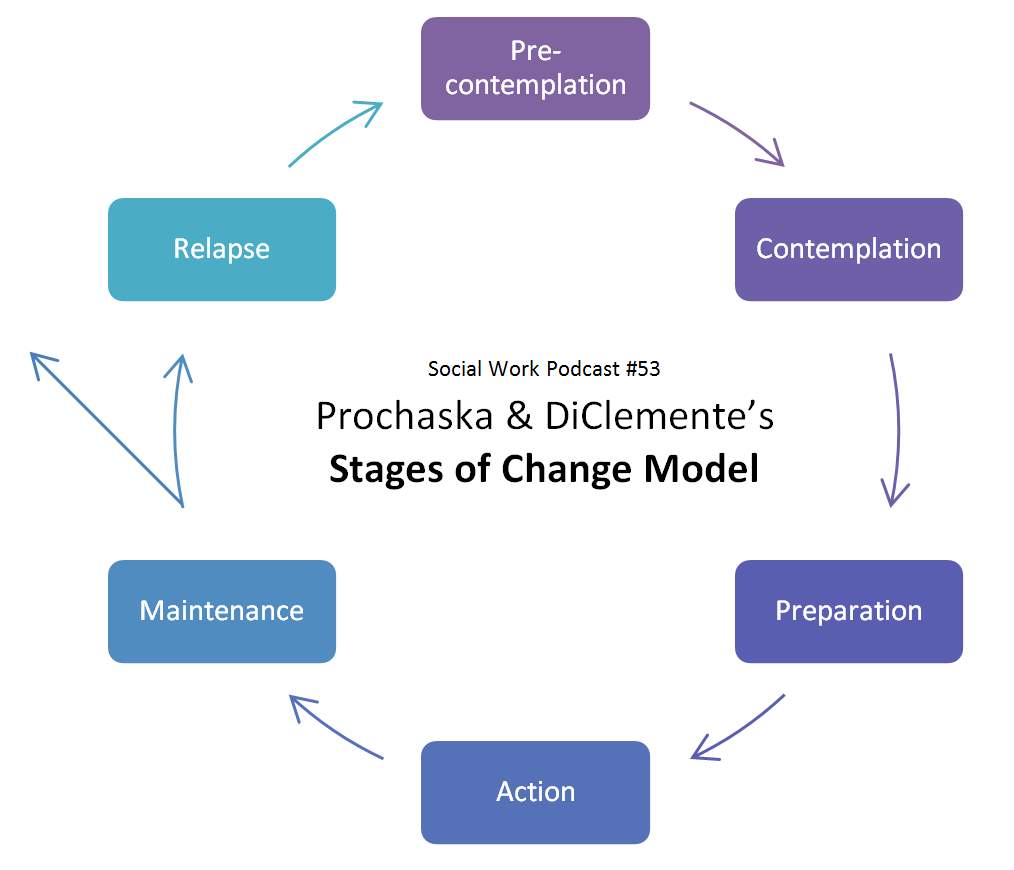 Pre-
contemplation
Contemplation
Preparation
Action
Maintenance
Relapse
Social Work Podcast #53
Prochaska & DiClemente’s
Stages of Change Model